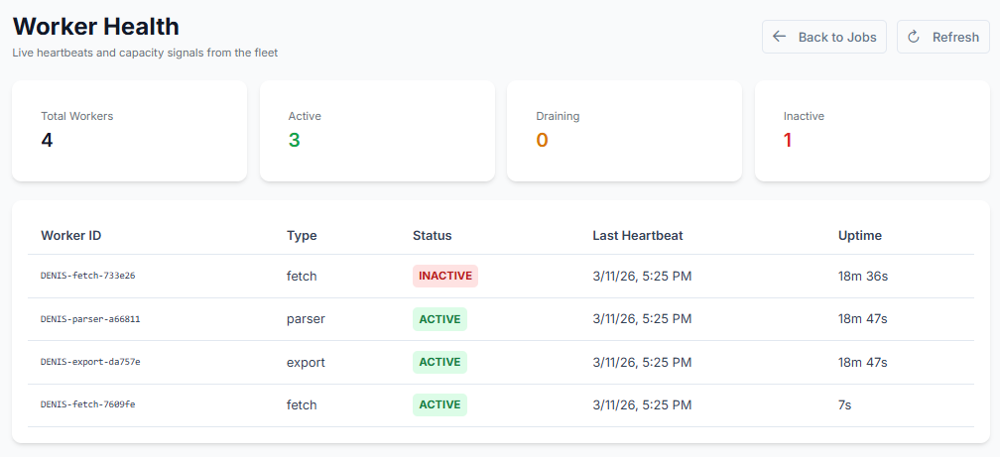 Worker Health
Live heartbeats and capacity signals from the fleet
Back to Jobs
Refresh
Total Workers
4
Active
3
Draining
0
Inactive
1
Worker ID Type Status Last Heartbeat Uptime
DENIS-fetch-733e26 fetch INACTIVE 3/11/26, 5:25 PM 18m 36s
DENIS-parser-a66811 parser ACTIVE 3/11/26, 5:25 PM 18m 47s
DENIS-export-da757e export ACTIVE 3/11/26, 5:25 PM 18m 47s
DENIS-fetch-7609fe fetch ACTIVE 3/11/26, 5:25 PM 7s